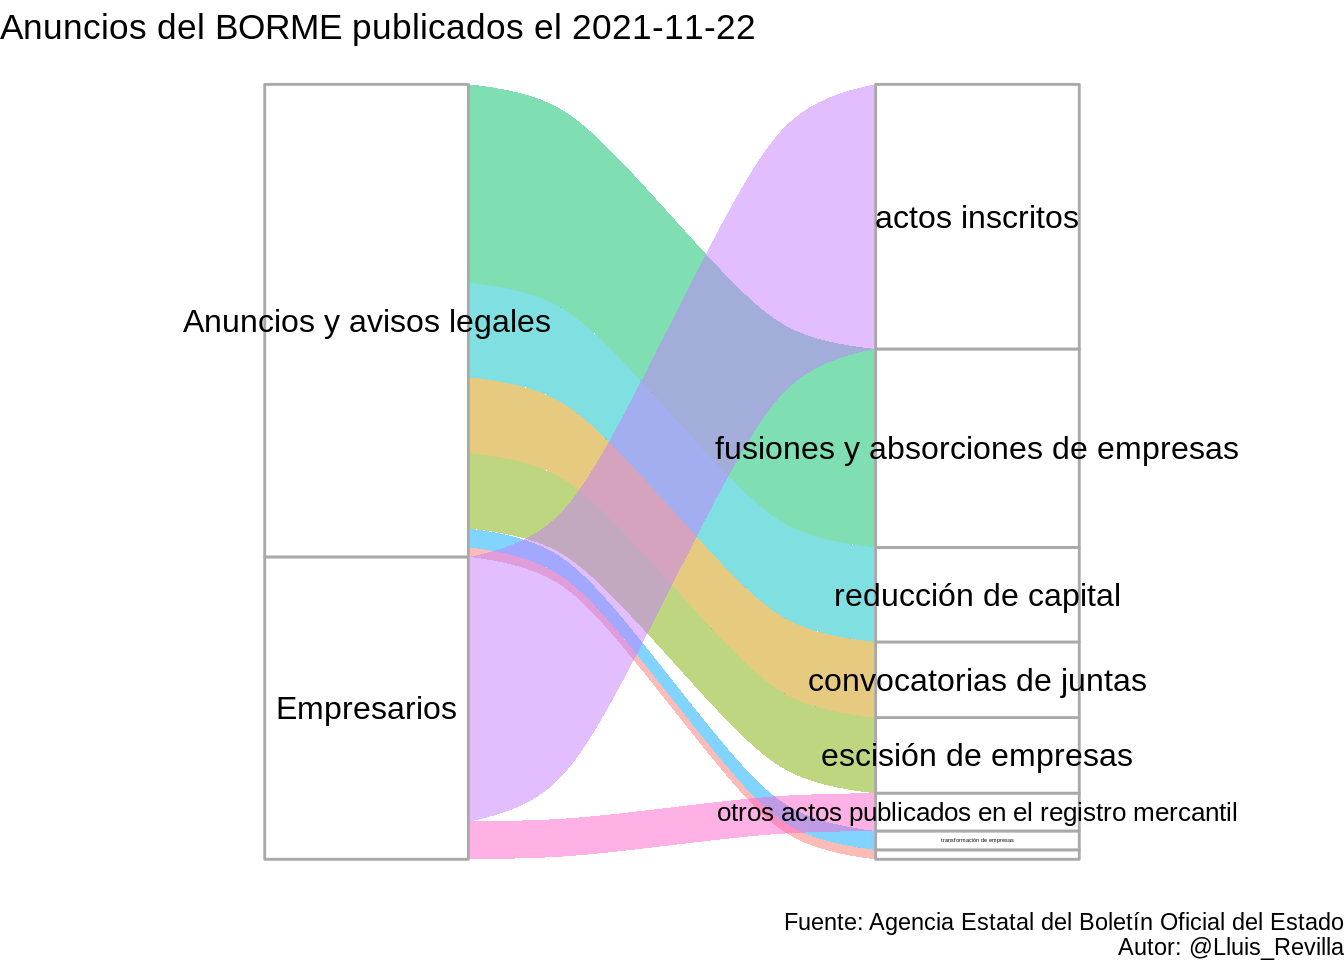 Anuncios del BORME publicados el 2021-11-22
actos inscritos
Anuncios y avisos legales
fusiones y absorciones de empresas
reducción de capital
convocatorias de juntas
Empresarios
escisión de empresas
otros actos publicados en el registro mercantil
transformación de empresas
Fuente: Agencia Estatal del Boletín Oficial del Estado
Autor: @Lluis_Revilla